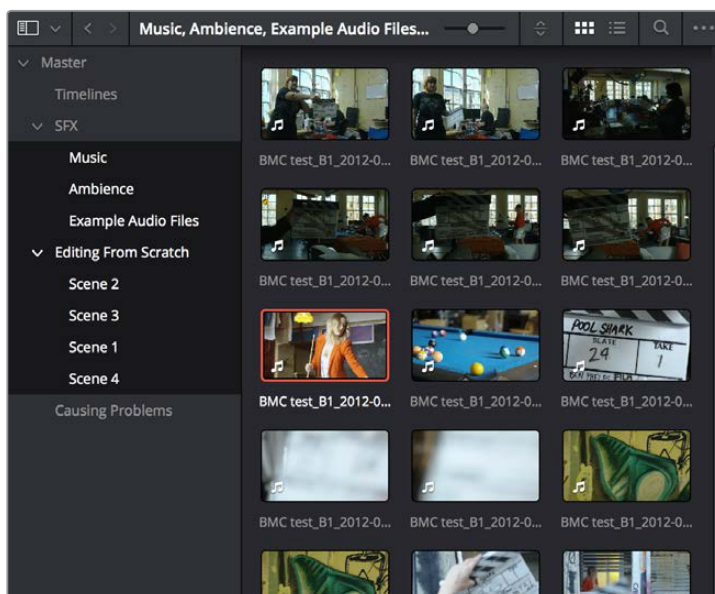 Music, Ambience, Example Audio Files...
Master
Timelines
SFX
Music
Ambience
Example Audio Files
Editing From Scratch
Scene 2
Scene 3
Scene 1
Scene 4
Causing Problems
BMC test_B1_2012-0... BMC test_B1_2012-0... BMC test_B1_2012-0...
BMC test_B1_2012-0... BMC test_B1_2012-0... BMC test_B1_2012-0...
POOL SHARK
SLATE TAKE
24 1
BMC test_B1_2012-0... BMC test_B1_2012-0... BMC test_B1_2012-0...
BMC test_B1_2012-0... BMC test_B1_2012-0... BMC test_B1_2012-0...